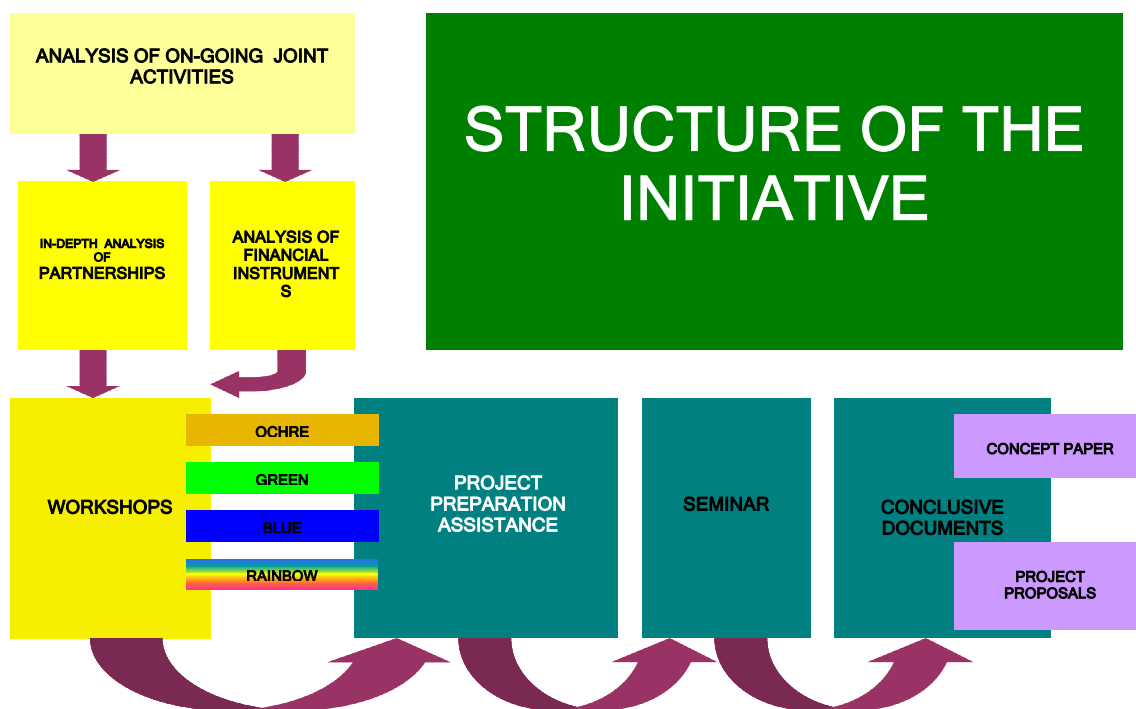 ANALYSIS OF ON-GOING JOINT
ACTIVITIES
STRUCTURE OF THE
INITIATIVE
IN-DEPTH ANALYSIS
OF
PARTNERSHIPS
ANALYSIS OF
FINANCIAL
INSTRUMENT
S
WORKSHOPS
OCHRE
GREEN
BLUE
RAINBOW
PROJECT
PREPARATION
ASSISTANCE
SEMINAR
CONCLUSIVE
DOCUMENTS
CONCEPT PAPER
PROJECT
PROPOSALS